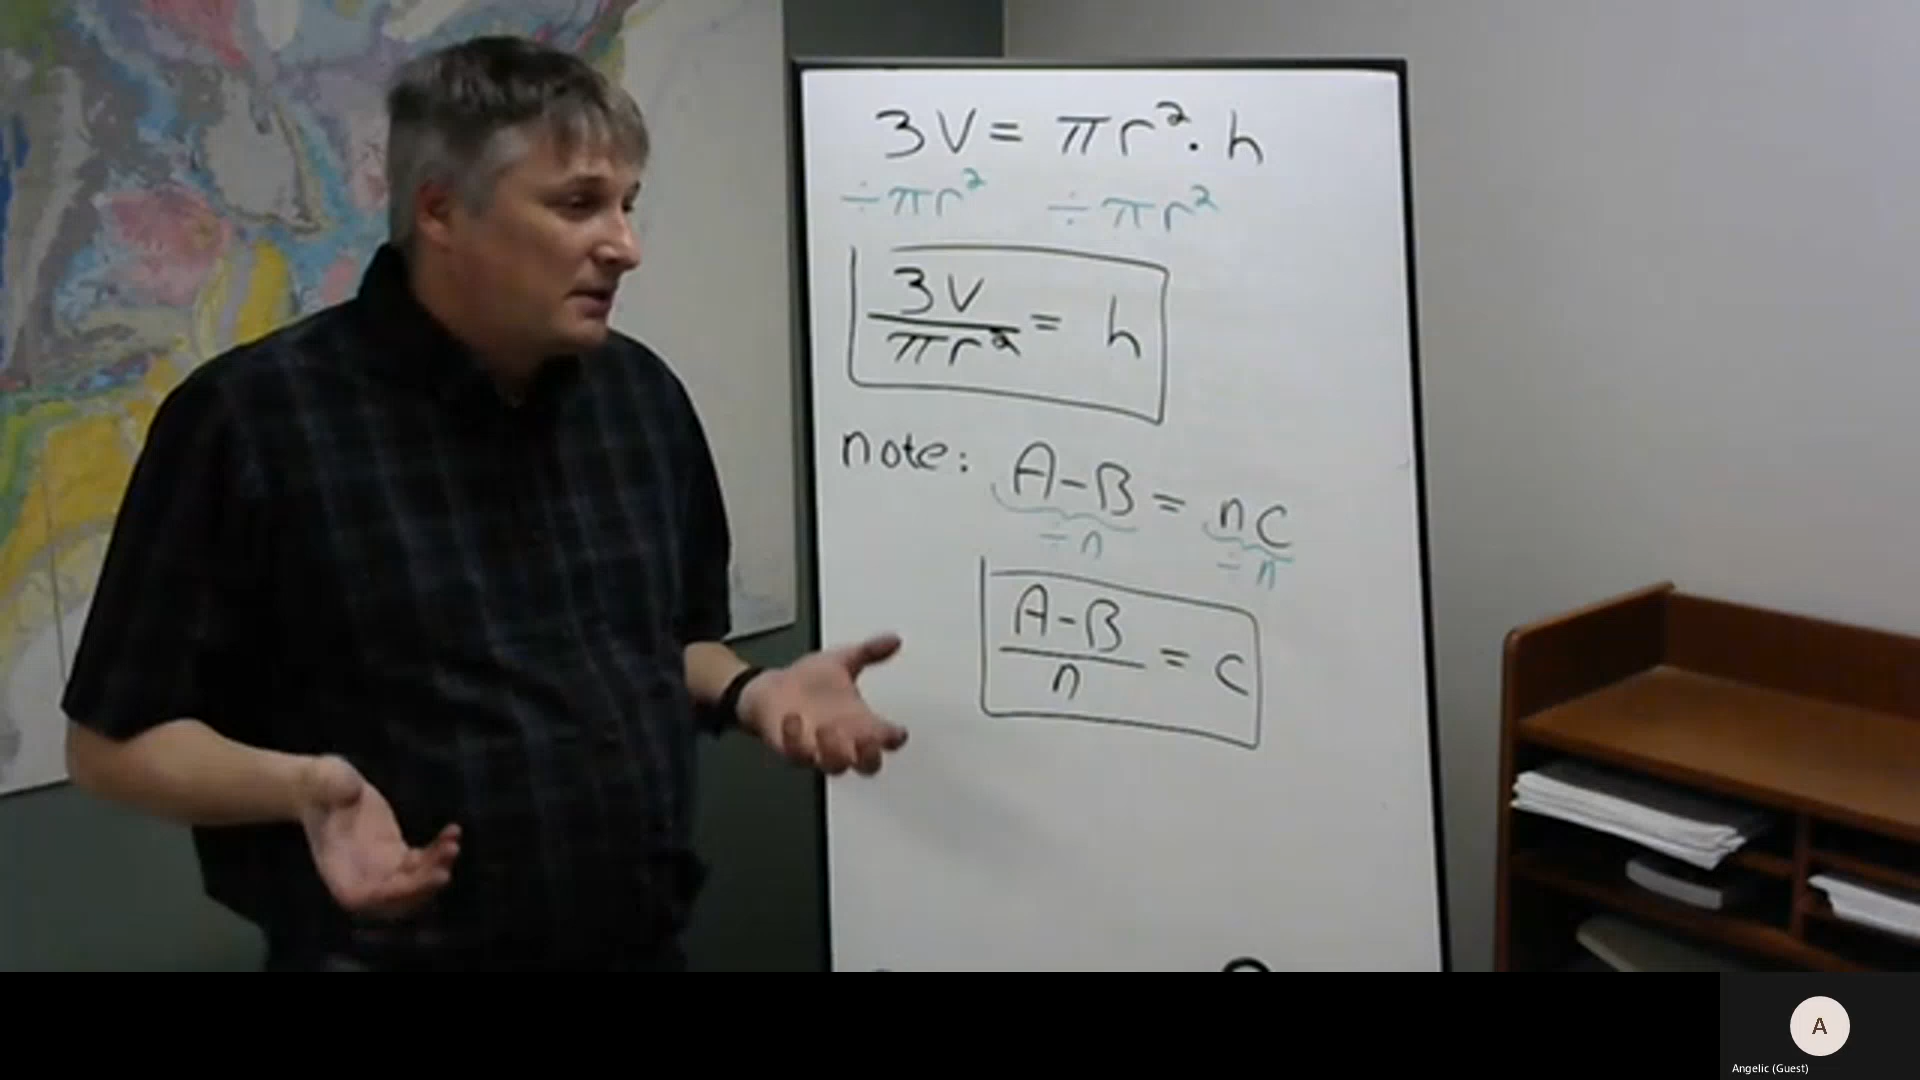 3V = πr² · h
÷πr² ÷πr²
3V/πr² = h
note: A-B = nC
÷n ÷n
A-B/n = C
A
Angelic (Guest)